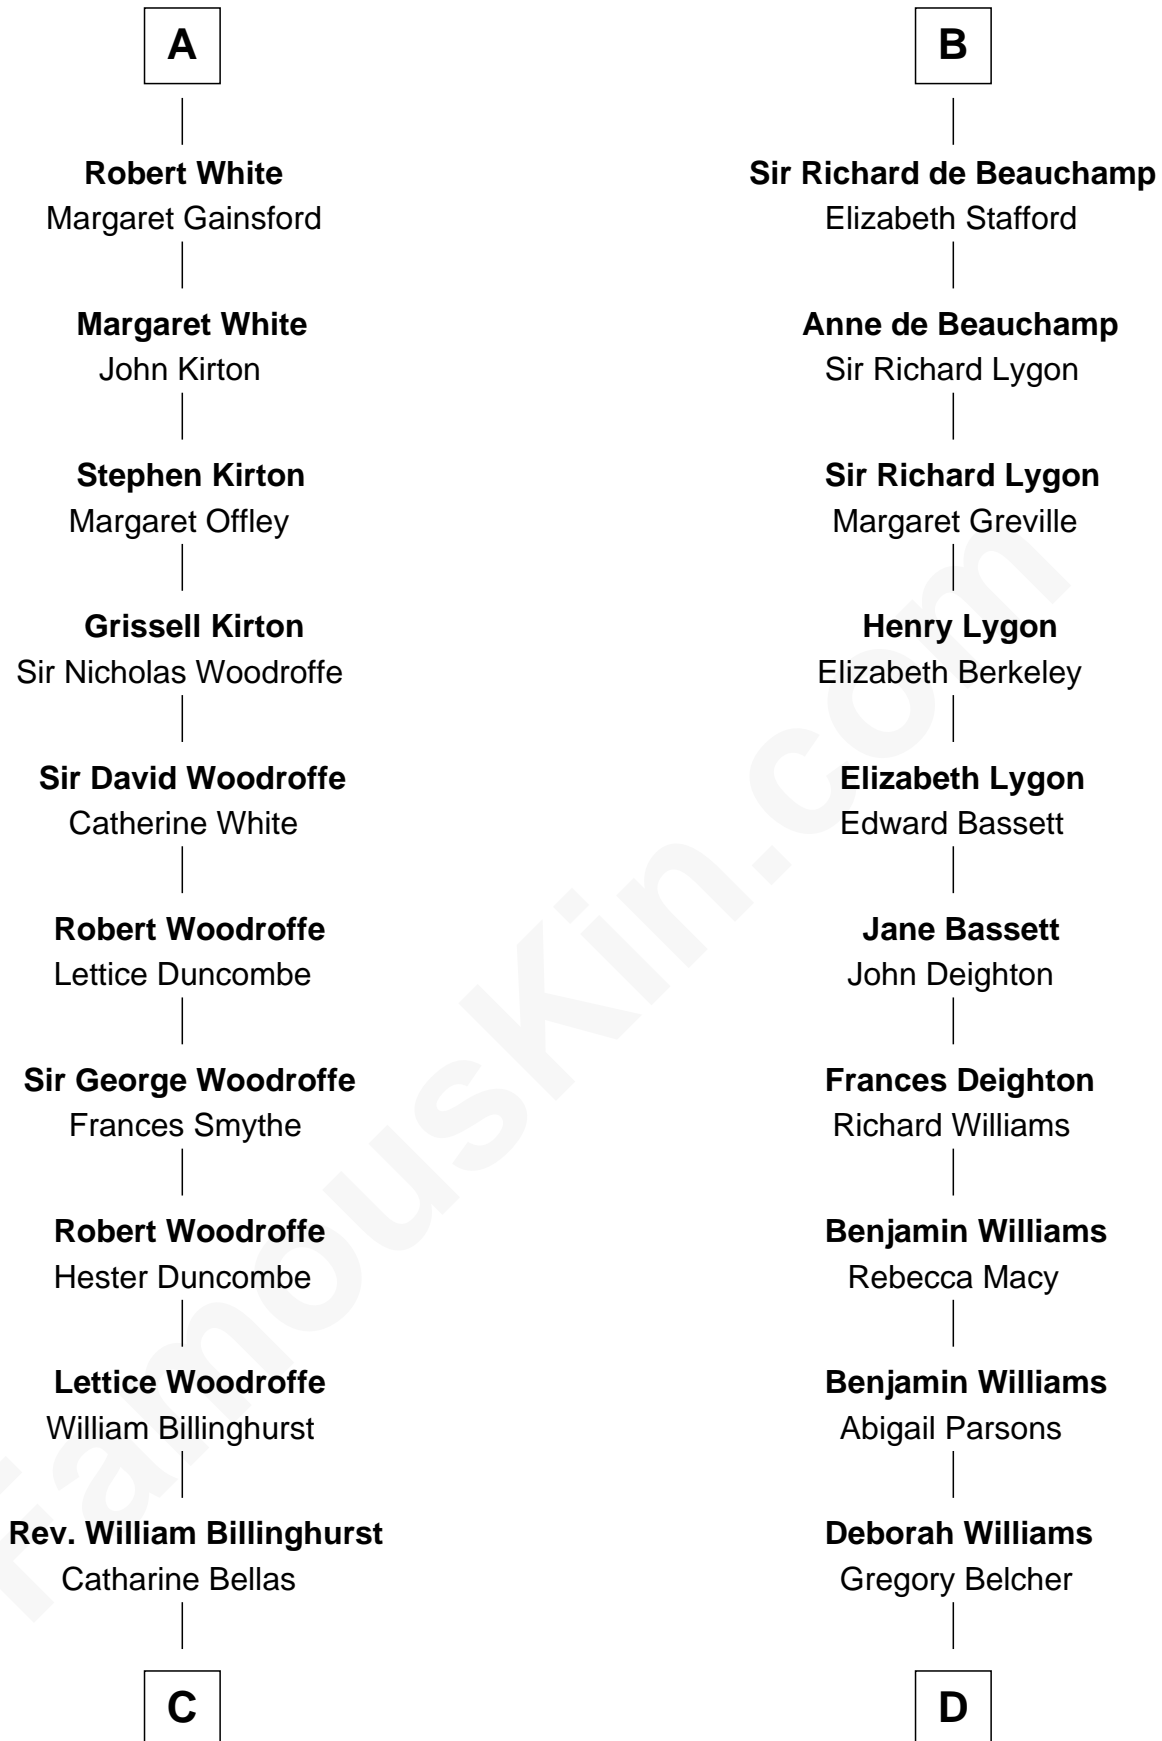 A
Robert White
Margaret Gainsford
Margaret White
John Kirton
Stephen Kirton
Margaret Offley
Grissell Kirton
Sir Nicholas Woodroffe
Sir David Woodroffe
Catherine White
Robert Woodroffe
Lettice Duncombe
Sir George Woodroffe
Frances Smythe
Robert Woodroffe
Hester Duncombe
Lettice Woodroffe
William Billinghurst
Rev. William Billinghurst
Catharine Bellas
C
B
Sir Richard de Beauchamp
Elizabeth Stafford
Anne de Beauchamp
Sir Richard Lygon
Sir Richard Lygon
Margaret Greville
Henry Lygon
Elizabeth Berkeley
Elizabeth Lygon
Edward Bassett
Jane Bassett
John Deighton
Frances Deighton
Richard Williams
Benjamin Williams
Rebecca Macy
Benjamin Williams
Abigail Parsons
Deborah Williams
Gregory Belcher
D
FamousKin.com